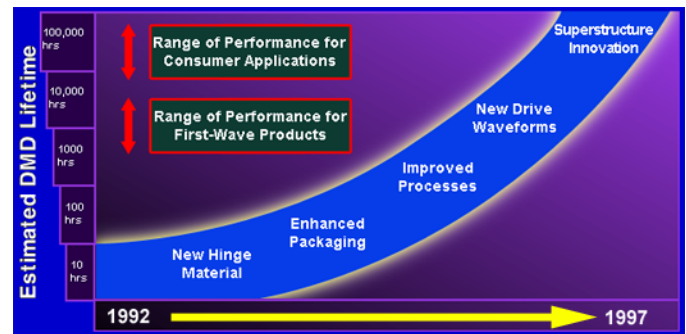 Estimated DMD Lifetime
100,000
hrs
10,000
hrs
1000
hrs
100
hrs
10
hrs
Range of Performance for
Consumer Applications
Range of Performance for
First-Wave Products
Superstructure
Innovation
New Drive
Waveforms
Improved
Processes
Enhanced
Packaging
New Hinge
Material
1992
1997